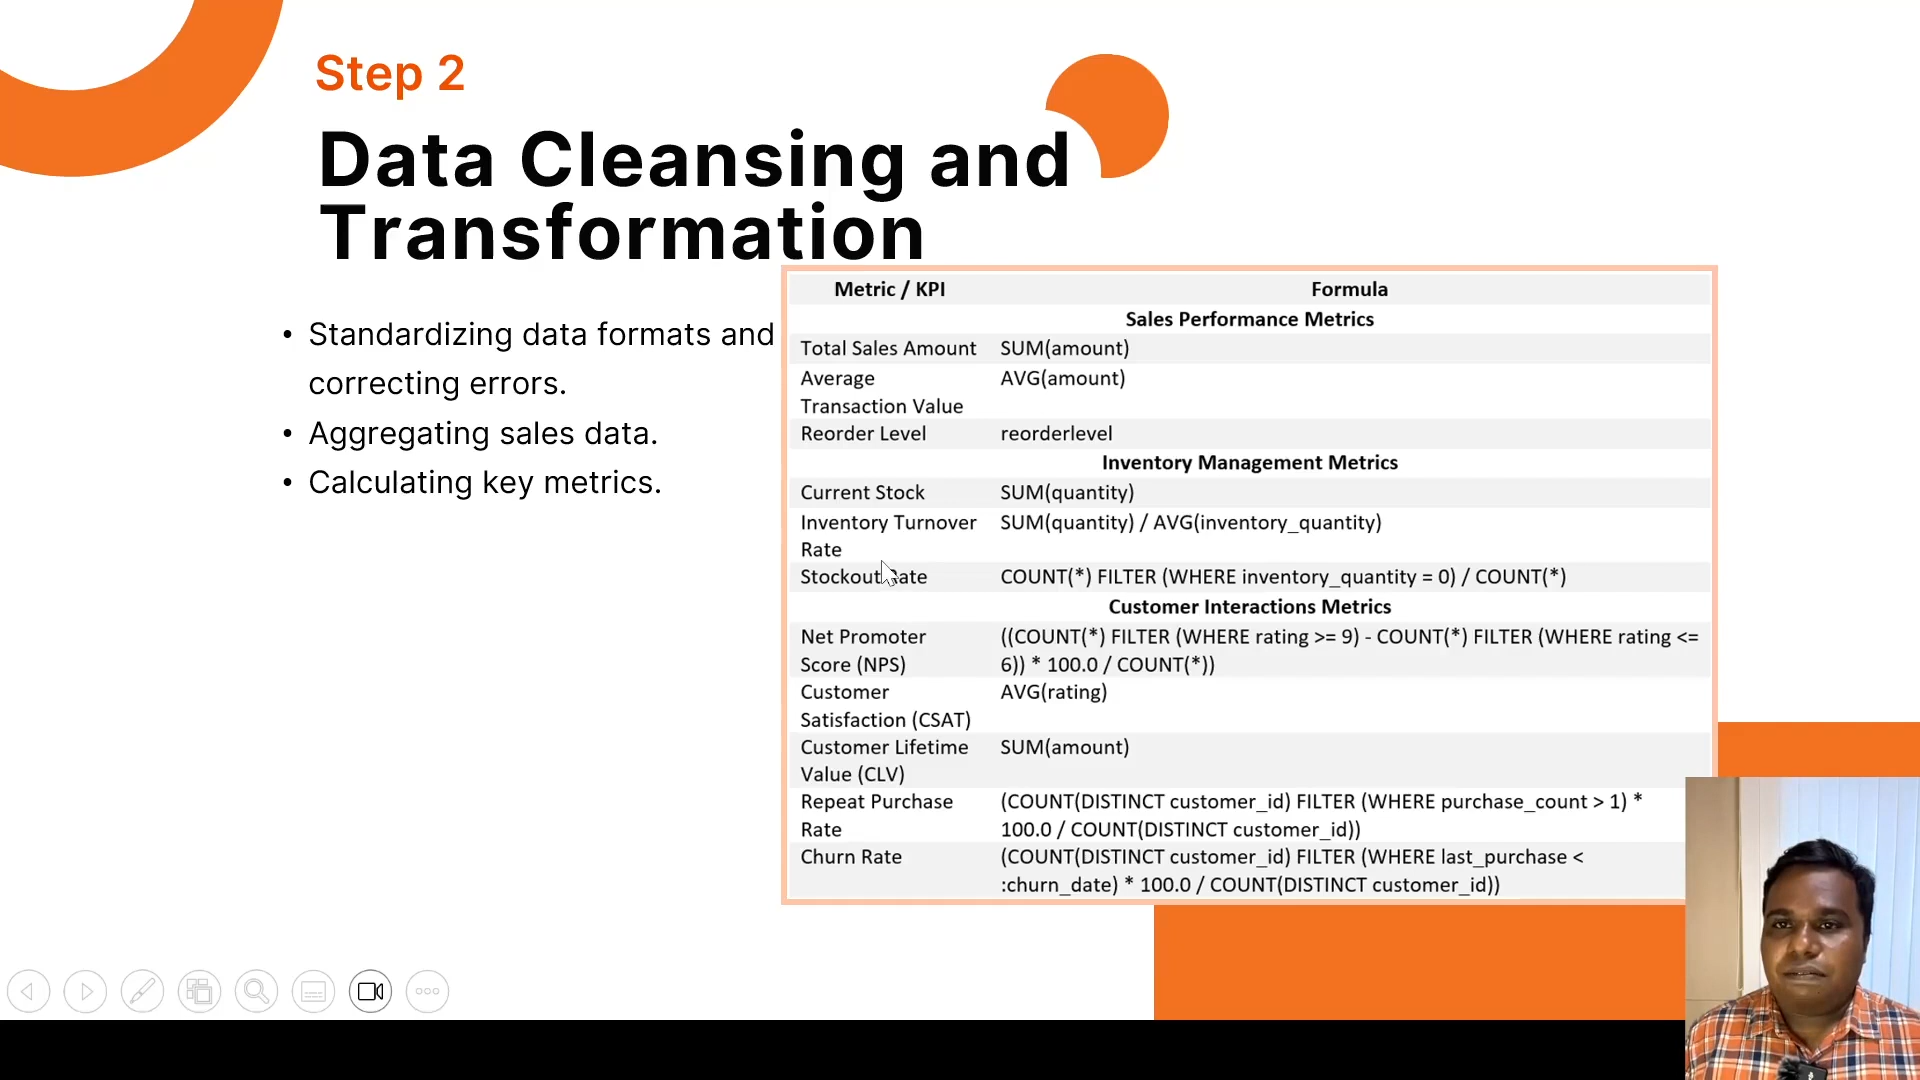 Step 2
Data Cleansing and
Transformation
• Standardizing data formats and
correcting errors.
• Aggregating sales data.
• Calculating key metrics.
Metric / KPI Formula
Sales Performance Metrics
Total Sales Amount SUM(amount)
Average AVG(amount)
Transaction Value
Reorder Level reorderlevel
Inventory Management Metrics
Current Stock SUM(quantity)
Inventory Turnover SUM(quantity) / AVG(inventory_quantity)
Rate
Stockout Rate COUNT(*) FILTER (WHERE inventory_quantity = 0) / COUNT(*)
Customer Interactions Metrics
Net Promoter ((COUNT(*) FILTER (WHERE rating >= 9) - COUNT(*) FILTER (WHERE rating <=
Score (NPS) 6)) * 100.0 / COUNT(*))
Customer AVG(rating)
Satisfaction (CSAT)
Customer Lifetime SUM(amount)
Value (CLV)
Repeat Purchase (COUNT(DISTINCT customer_id) FILTER (WHERE purchase_count > 1) *
Rate 100.0 / COUNT(DISTINCT customer_id))
Churn Rate (COUNT(DISTINCT customer_id) FILTER (WHERE last_purchase <
:churn_date) * 100.0 / COUNT(DISTINCT customer_id))